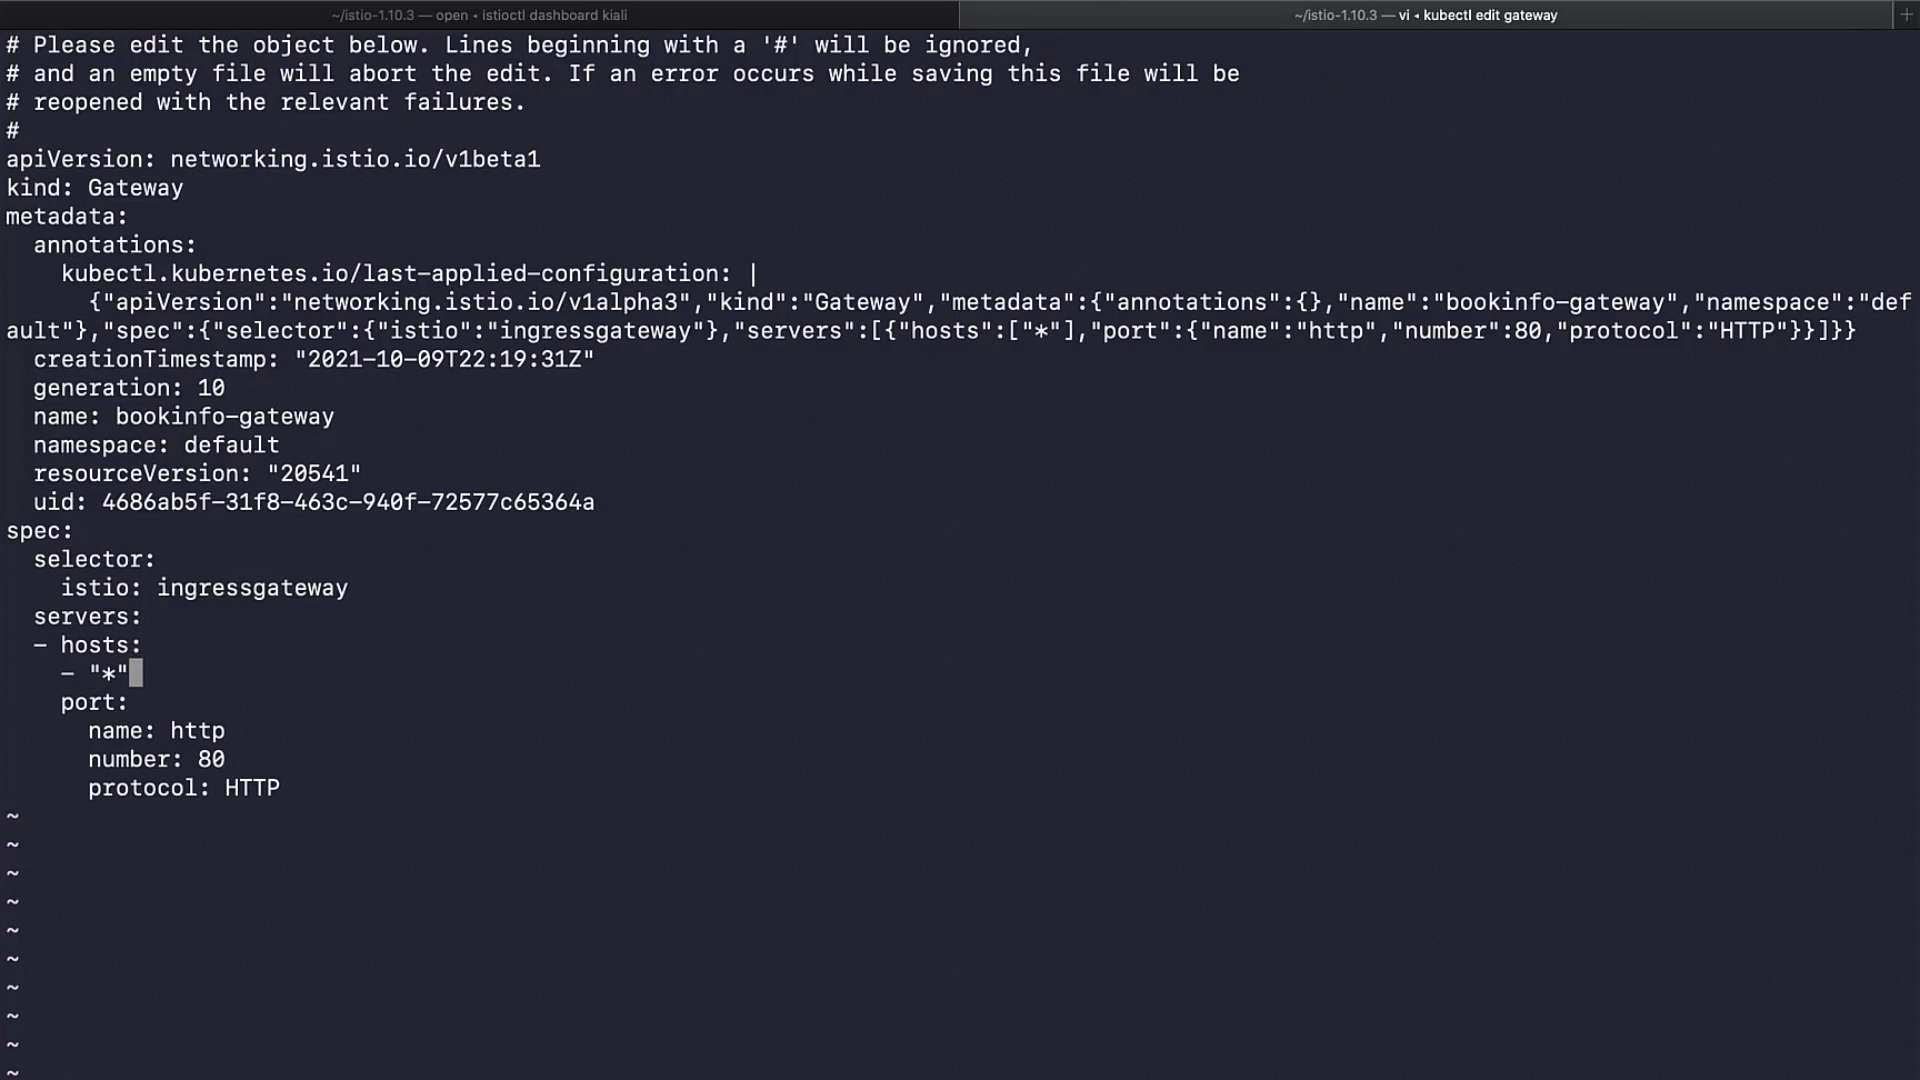 ~/istio-1.10.3 — open • istioctl dashboard kiali
~/istio-1.10.3 — vi • kubectl edit gateway
+
# Please edit the object below. Lines beginning with a '#' will be ignored,
# and an empty file will abort the edit. If an error occurs while saving this file will be
# reopened with the relevant failures.
#
apiVersion: networking.istio.io/v1beta1
kind: Gateway
metadata:
  annotations:
    kubectl.kubernetes.io/last-applied-configuration: |
      {"apiVersion":"networking.istio.io/v1alpha3","kind":"Gateway","metadata":{"annotations":{},"name":"bookinfo-gateway","namespace":"def
ault"},"spec":{"selector":{"istio":"ingressgateway"},"servers":[{"hosts":["*"],"port":{"name":"http","number":80,"protocol":"HTTP"}}]}}
  creationTimestamp: "2021-10-09T22:19:31Z"
  generation: 10
  name: bookinfo-gateway
  namespace: default
  resourceVersion: "20541"
  uid: 4686ab5f-31f8-463c-940f-72577c65364a
spec:
  selector:
    istio: ingressgateway
  servers:
  - hosts:
    - "*"
    port:
      name: http
      number: 80
      protocol: HTTP
~
~
~
~
~
~
~
~
~
~